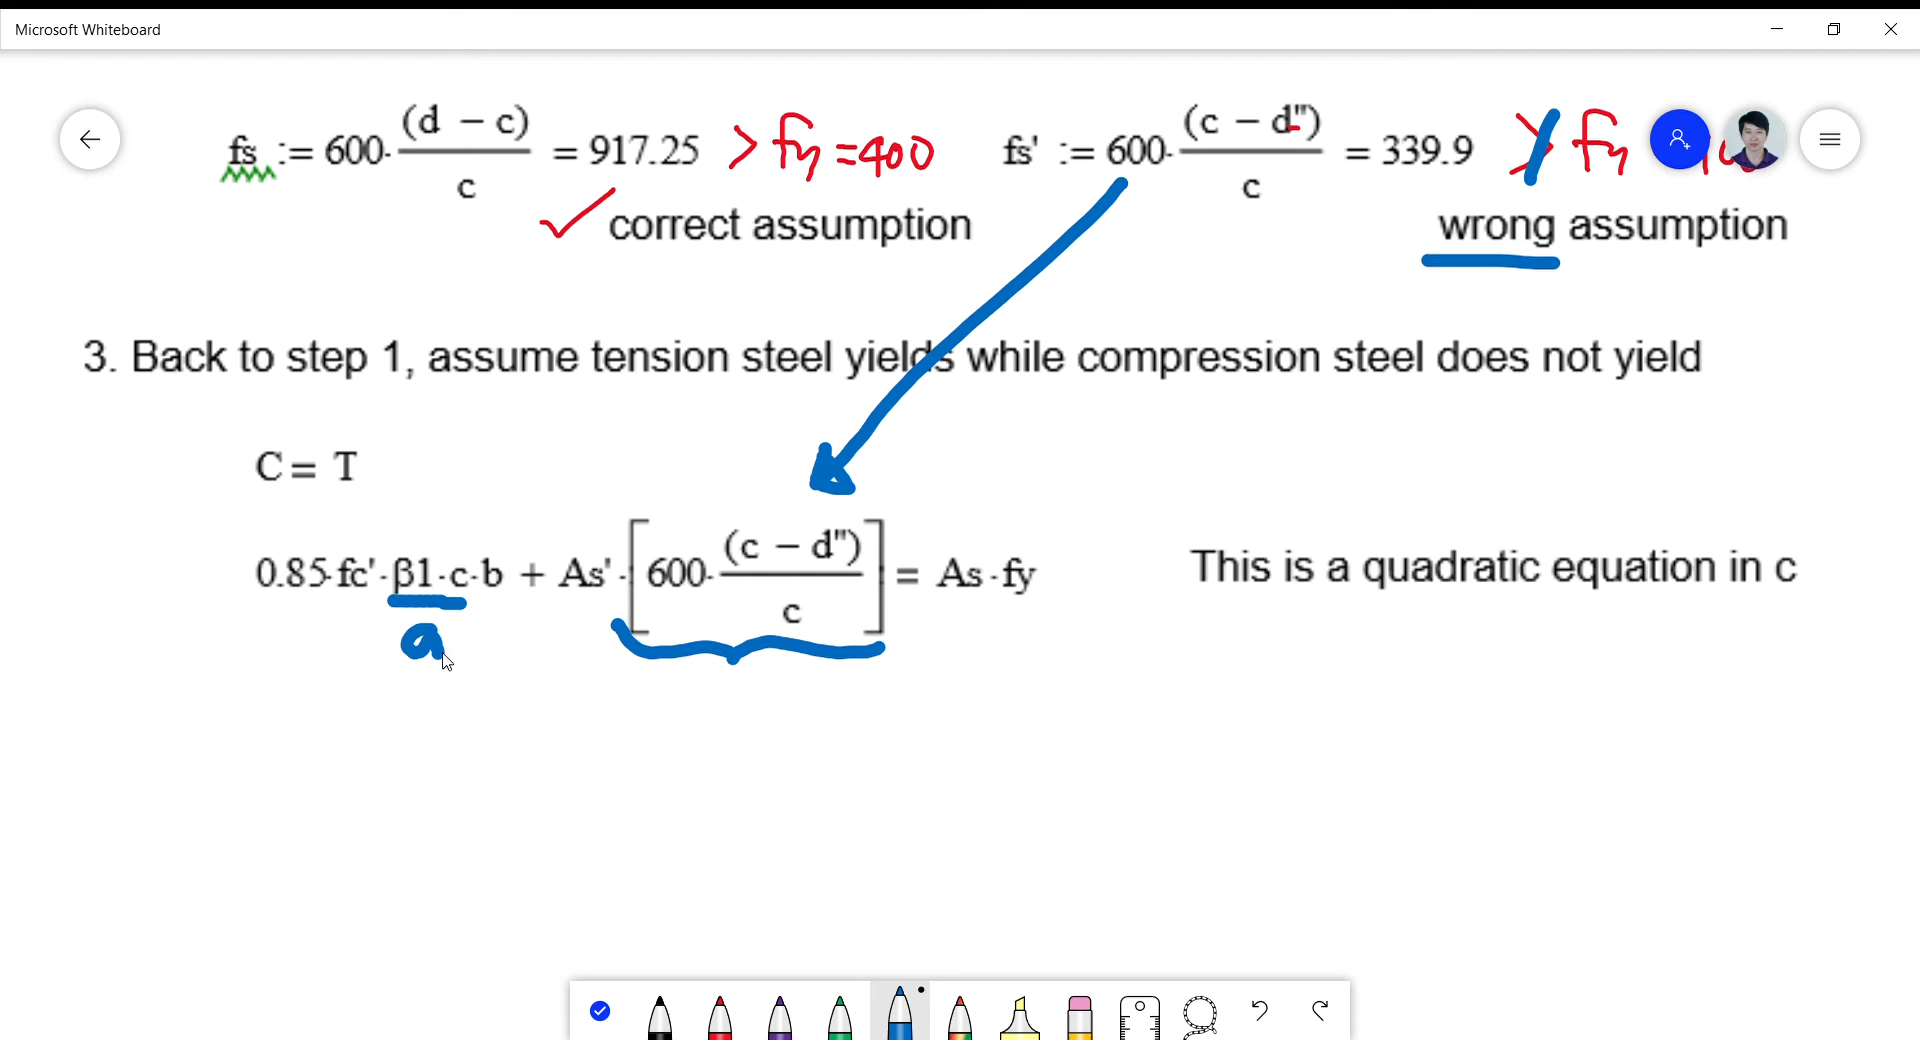 Microsoft Whiteboard
fs := 600·(d − c)/c = 917.25 > fy =400 fs' := 600·(c − d")/c = 339.9 > fy
✓ correct assumption wrong assumption
3. Back to step 1, assume tension steel yields while compression steel does not yield
C = T
0.85·fc'·β1·c·b + As'·[600·(c − d")/c] = As·fy This is a quadratic equation in c
a